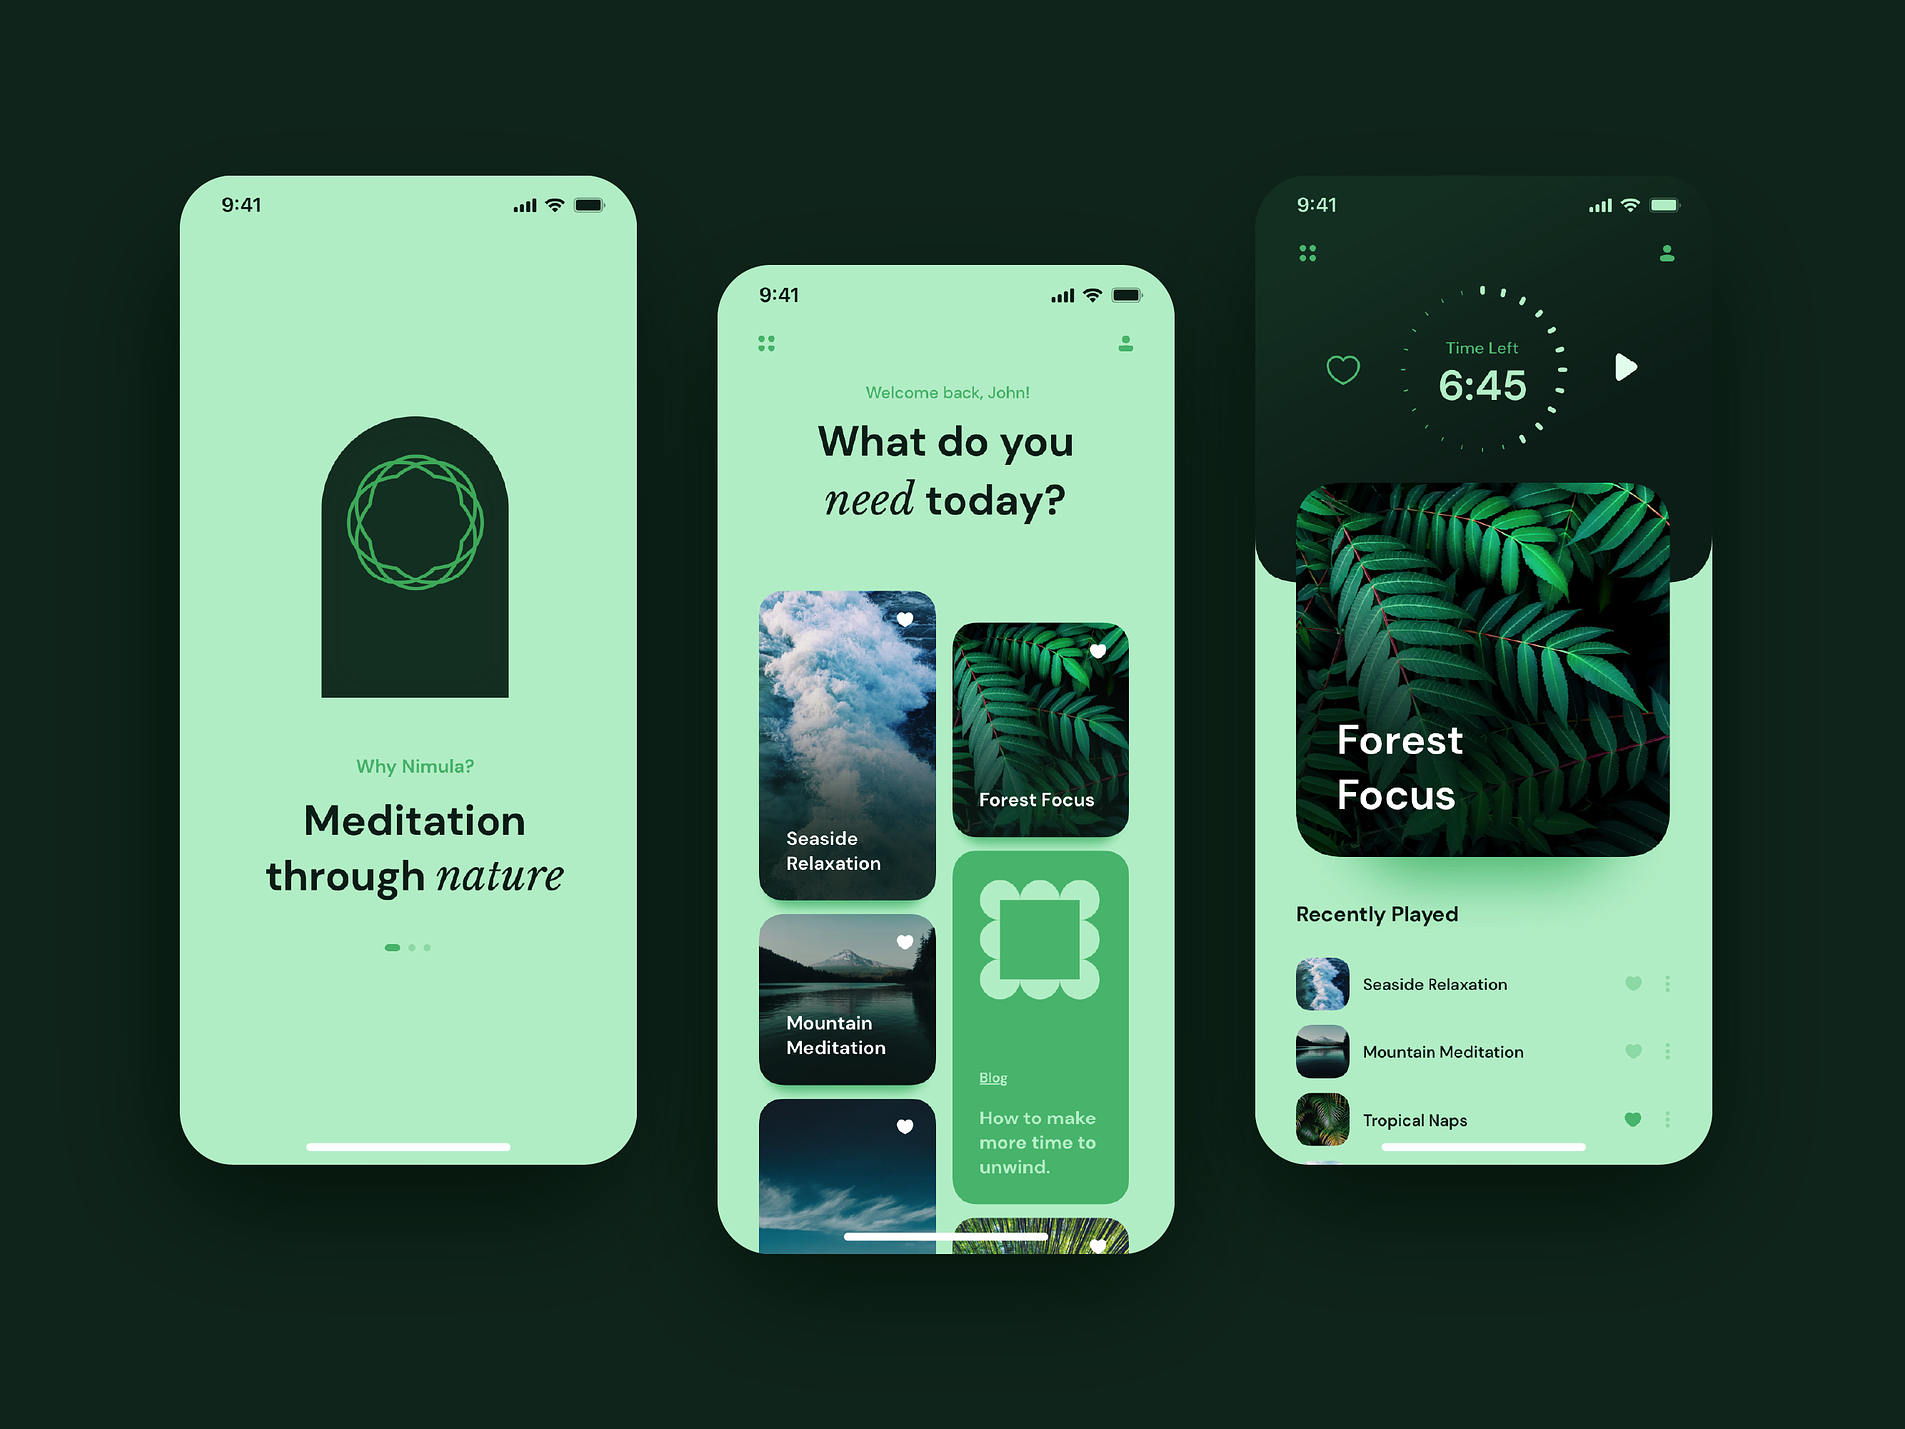 9:41
Why Nimula?
Meditation
through nature
9:41
Welcome back, John!
What do you
need today?
Seaside
Relaxation
Forest Focus
Mountain
Meditation
Blog
How to make
more time to
unwind.
9:41
Time Left
6:45
Forest
Focus
Recently Played
Seaside Relaxation
Mountain Meditation
Tropical Naps